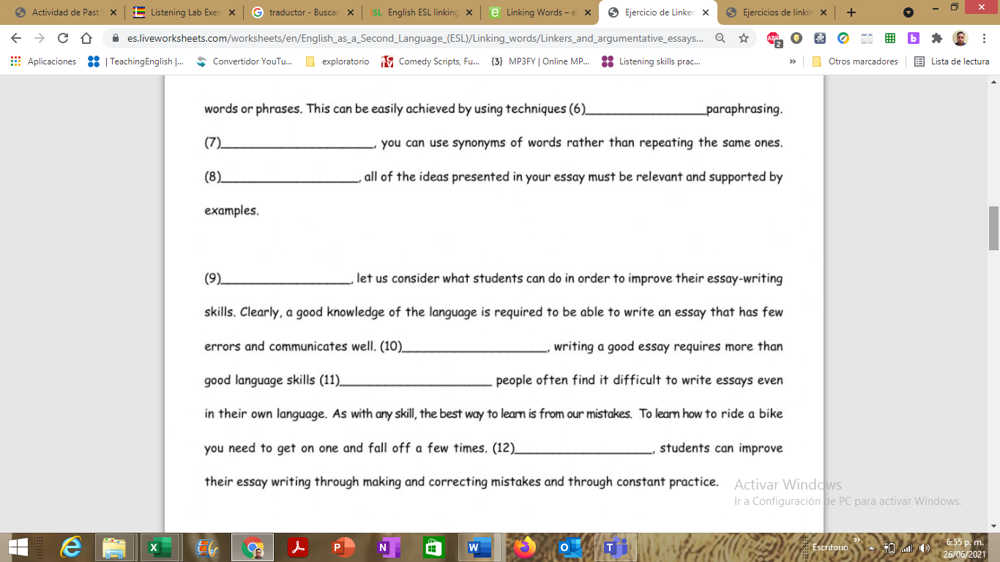 Actividad de Past S
Listening Lab Exer
traductor - Buscar
ISL English ESL linking
Linking Words – e
Ejercicio de Linker
Ejercicios de linkin
es.liveworksheets.com/worksheets/en/English_as_a_Second_Language_(ESL)/Linking_words/Linkers_and_argumentative_essays...
ABP 2
b
Aplicaciones
| TeachingEnglish |...
Convertidor YouTu...
exploratorio
Comedy Scripts, Fu...
{3} MP3FY | Online MP...
Listening skills prac...
»
Otros marcadores
Lista de lectura
words or phrases. This can be easily achieved by using techniques (6)__________________paraphrasing.
(7)______________________, you can use synonyms of words rather than repeating the same ones.
(8)____________________, all of the ideas presented in your essay must be relevant and supported by
examples.
(9)___________________, let us consider what students can do in order to improve their essay-writing
skills. Clearly, a good knowledge of the language is required to be able to write an essay that has few
errors and communicates well. (10)_____________________, writing a good essay requires more than
good language skills (11)______________________ people often find it difficult to write essays even
in their own language. As with any skill, the best way to learn is from our mistakes. To learn how to ride a bike
you need to get on one and fall off a few times. (12)____________________, students can improve
their essay writing through making and correcting mistakes and through constant practice.
Activar Windows
Ir a Configuración de PC para activar Windows.
Escritorio »
6:55 p. m.
26/06/2021